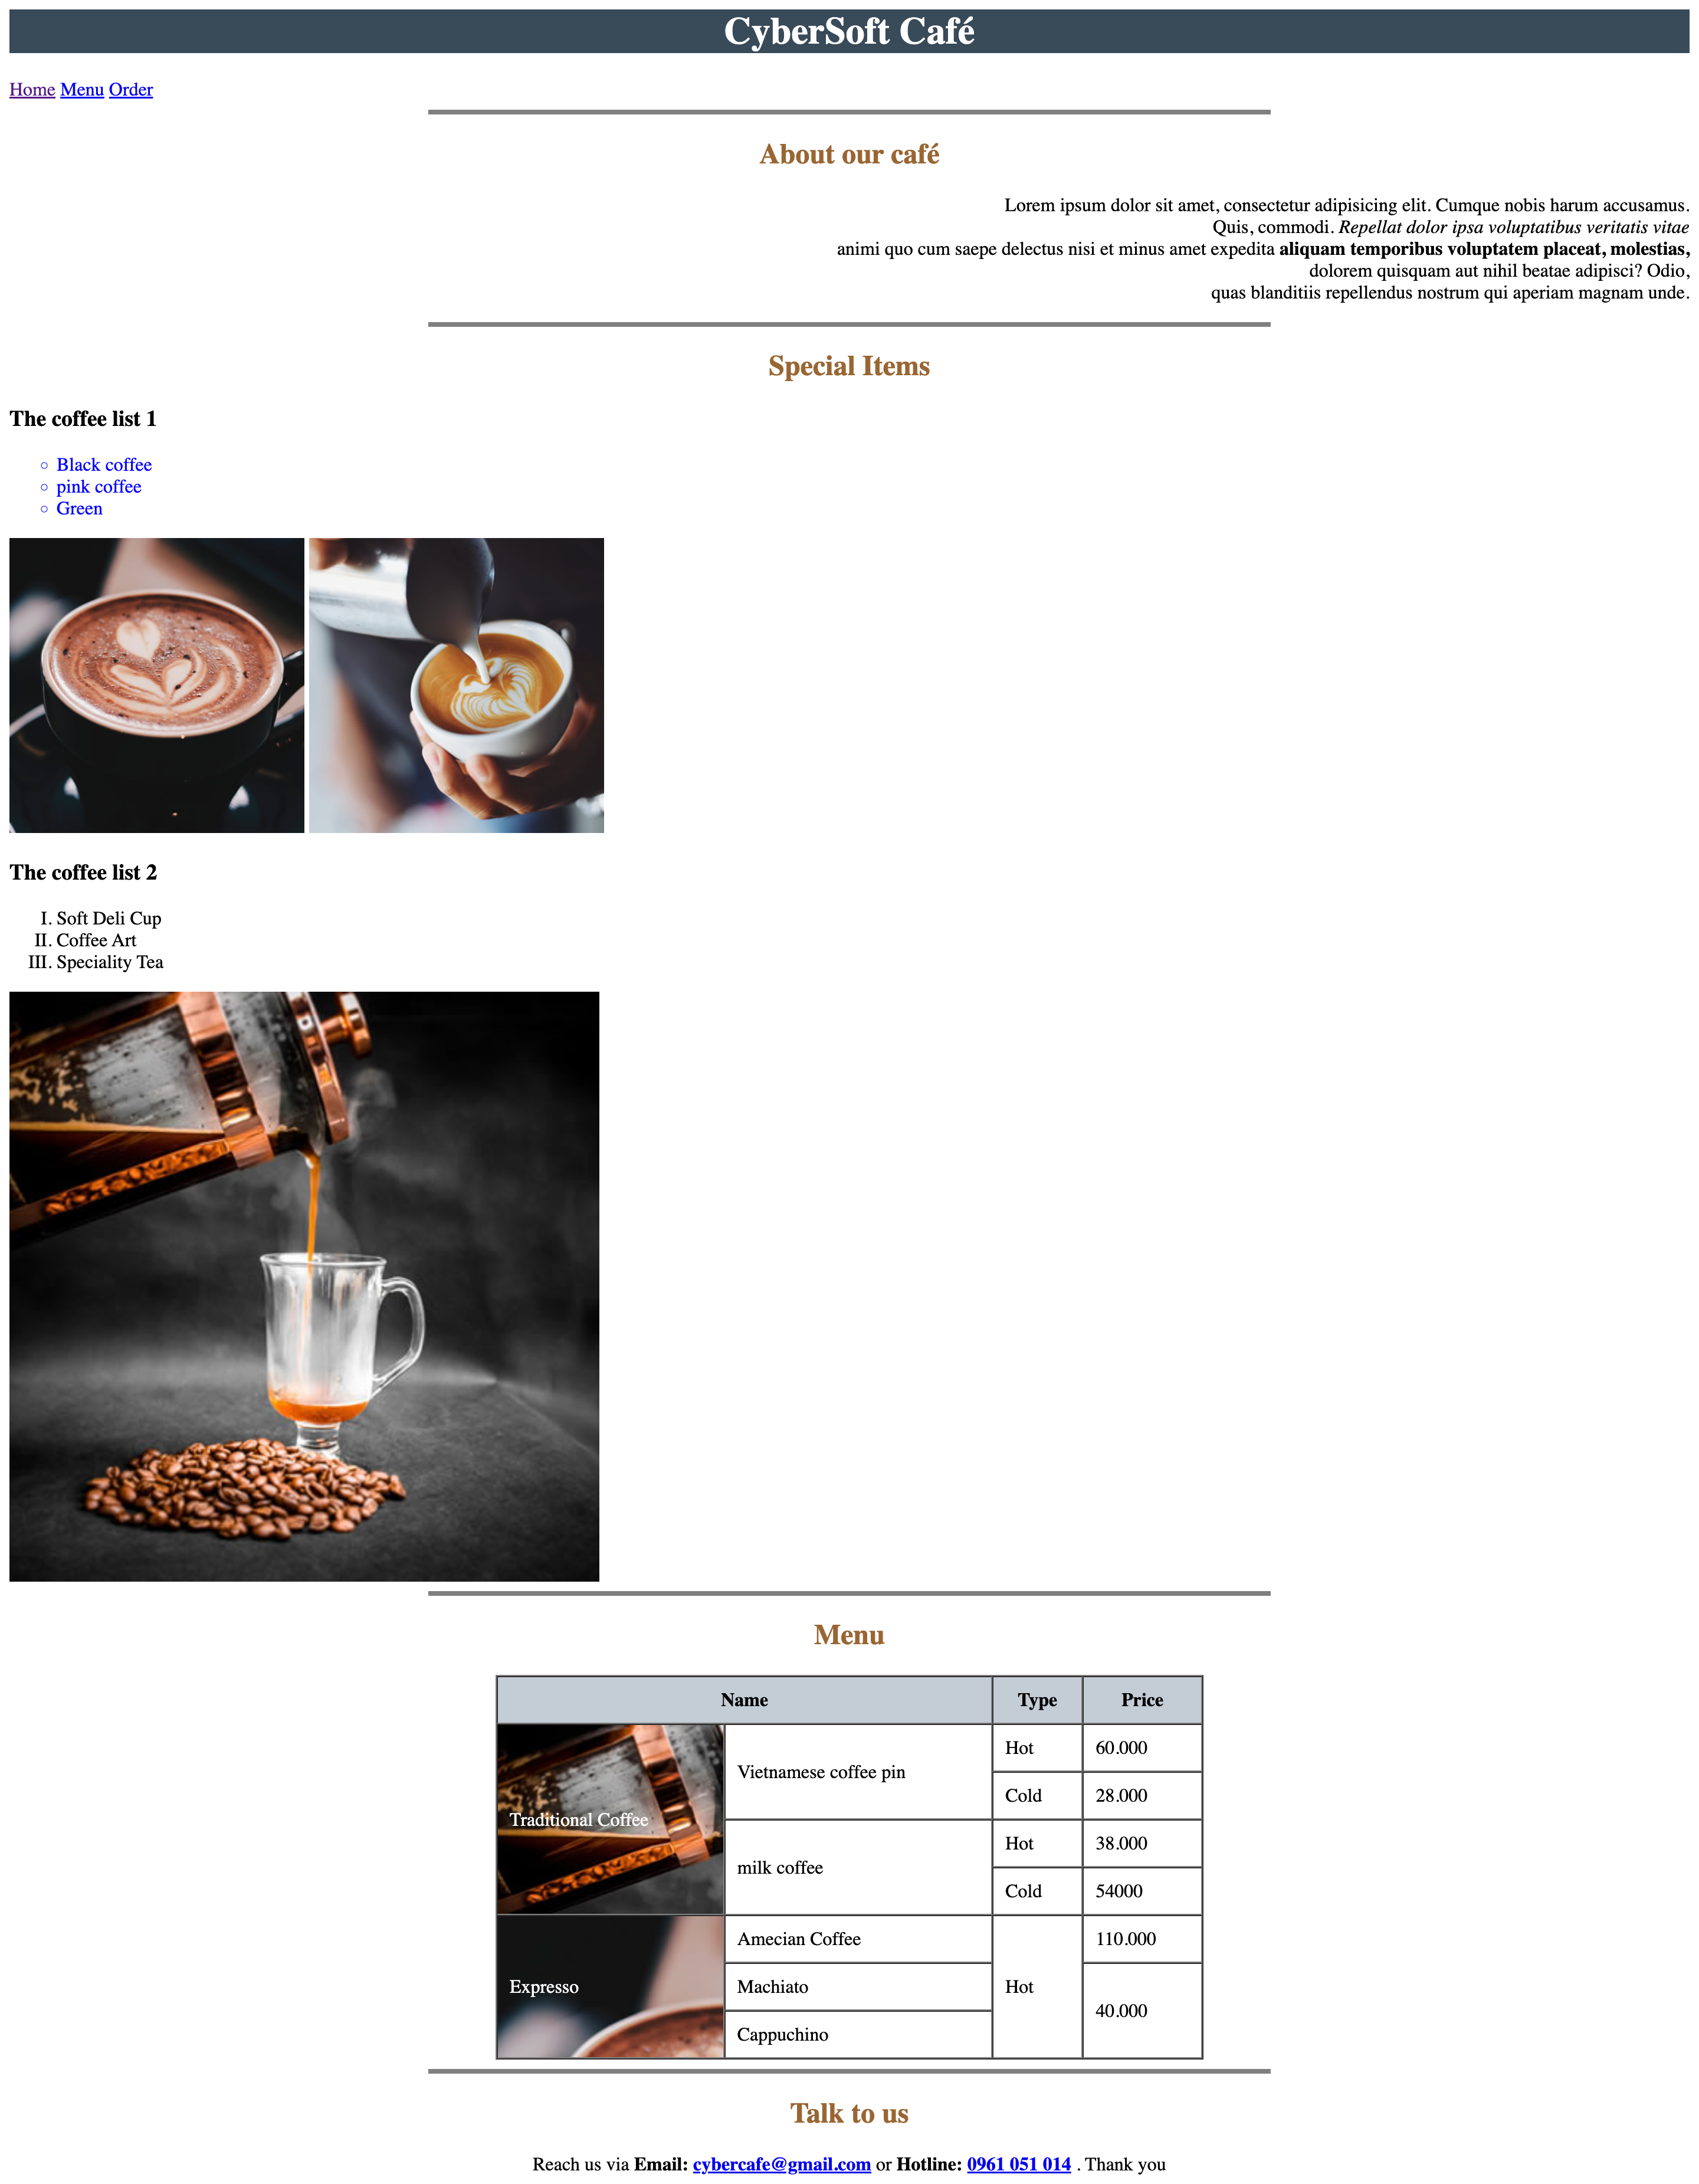 CyberSoft Café
Home Menu Order
About our café
Lorem ipsum dolor sit amet, consectetur adipisicing elit. Cumque nobis harum accusamus.
Quis, commodi. Repellat dolor ipsa voluptatibus veritatis vitae
animi quo cum saepe delectus nisi et minus amet expedita aliquam temporibus voluptatem placeat, molestias,
dolorem quisquam aut nihil beatae adipisci? Odio,
quas blanditiis repellendus nostrum qui aperiam magnam unde.
Special Items
The coffee list 1
Black coffee
pink coffee
Green
The coffee list 2
I. Soft Deli Cup
II. Coffee Art
III. Speciality Tea
Menu
Name Type Price
Traditional Coffee
Vietnamese coffee pin
Hot 60.000
Cold 28.000
milk coffee
Hot 38.000
Cold 54000
Expresso
Amecian Coffee
Hot
110.000
Machiato
40.000
Cappuchino
Talk to us
Reach us via Email: cybercafe@gmail.com or Hotline: 0961 051 014 . Thank you